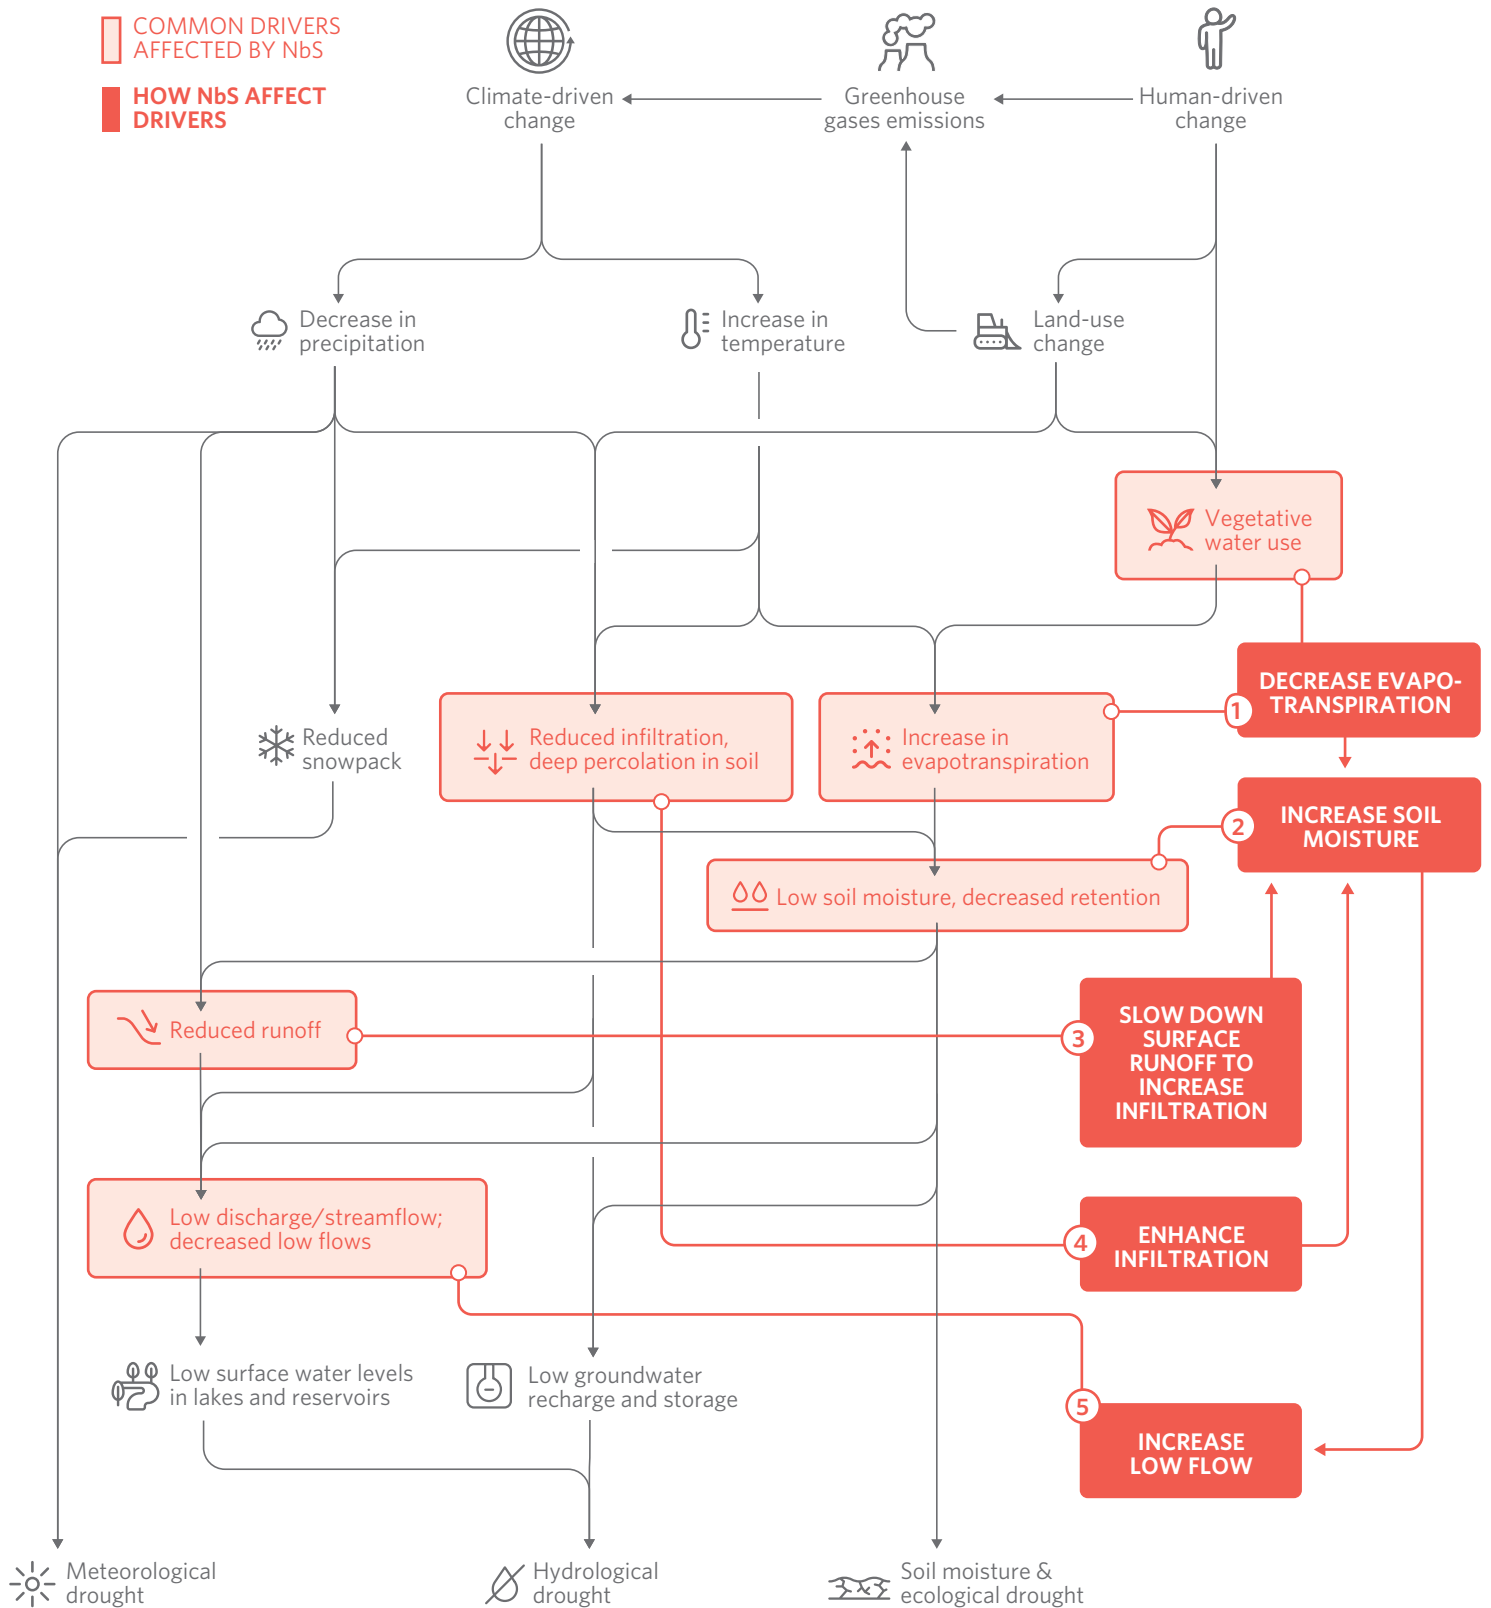 COMMON DRIVERS
AFFECTED BY NbS
HOW NbS AFFECT
DRIVERS
Climate-driven
change
Greenhouse
gases emissions
Human-driven
change
Decrease in
precipitation
Increase in
temperature
Land-use
change
Vegetative
water use
DECREASE EVAPO-
TRANSPIRATION
1
Reduced
snowpack
Reduced infiltration,
deep percolation in soil
Increase in
evapotranspiration
INCREASE SOIL
MOISTURE
2
Low soil moisture, decreased retention
Reduced runoff
3
SLOW DOWN
SURFACE
RUNOFF TO
INCREASE
INFILTRATION
Low discharge/streamflow;
decreased low flows
4
ENHANCE
INFILTRATION
Low surface water levels
in lakes and reservoirs
Low groundwater
recharge and storage
5
INCREASE
LOW FLOW
Meteorological
drought
Hydrological
drought
Soil moisture &
ecological drought